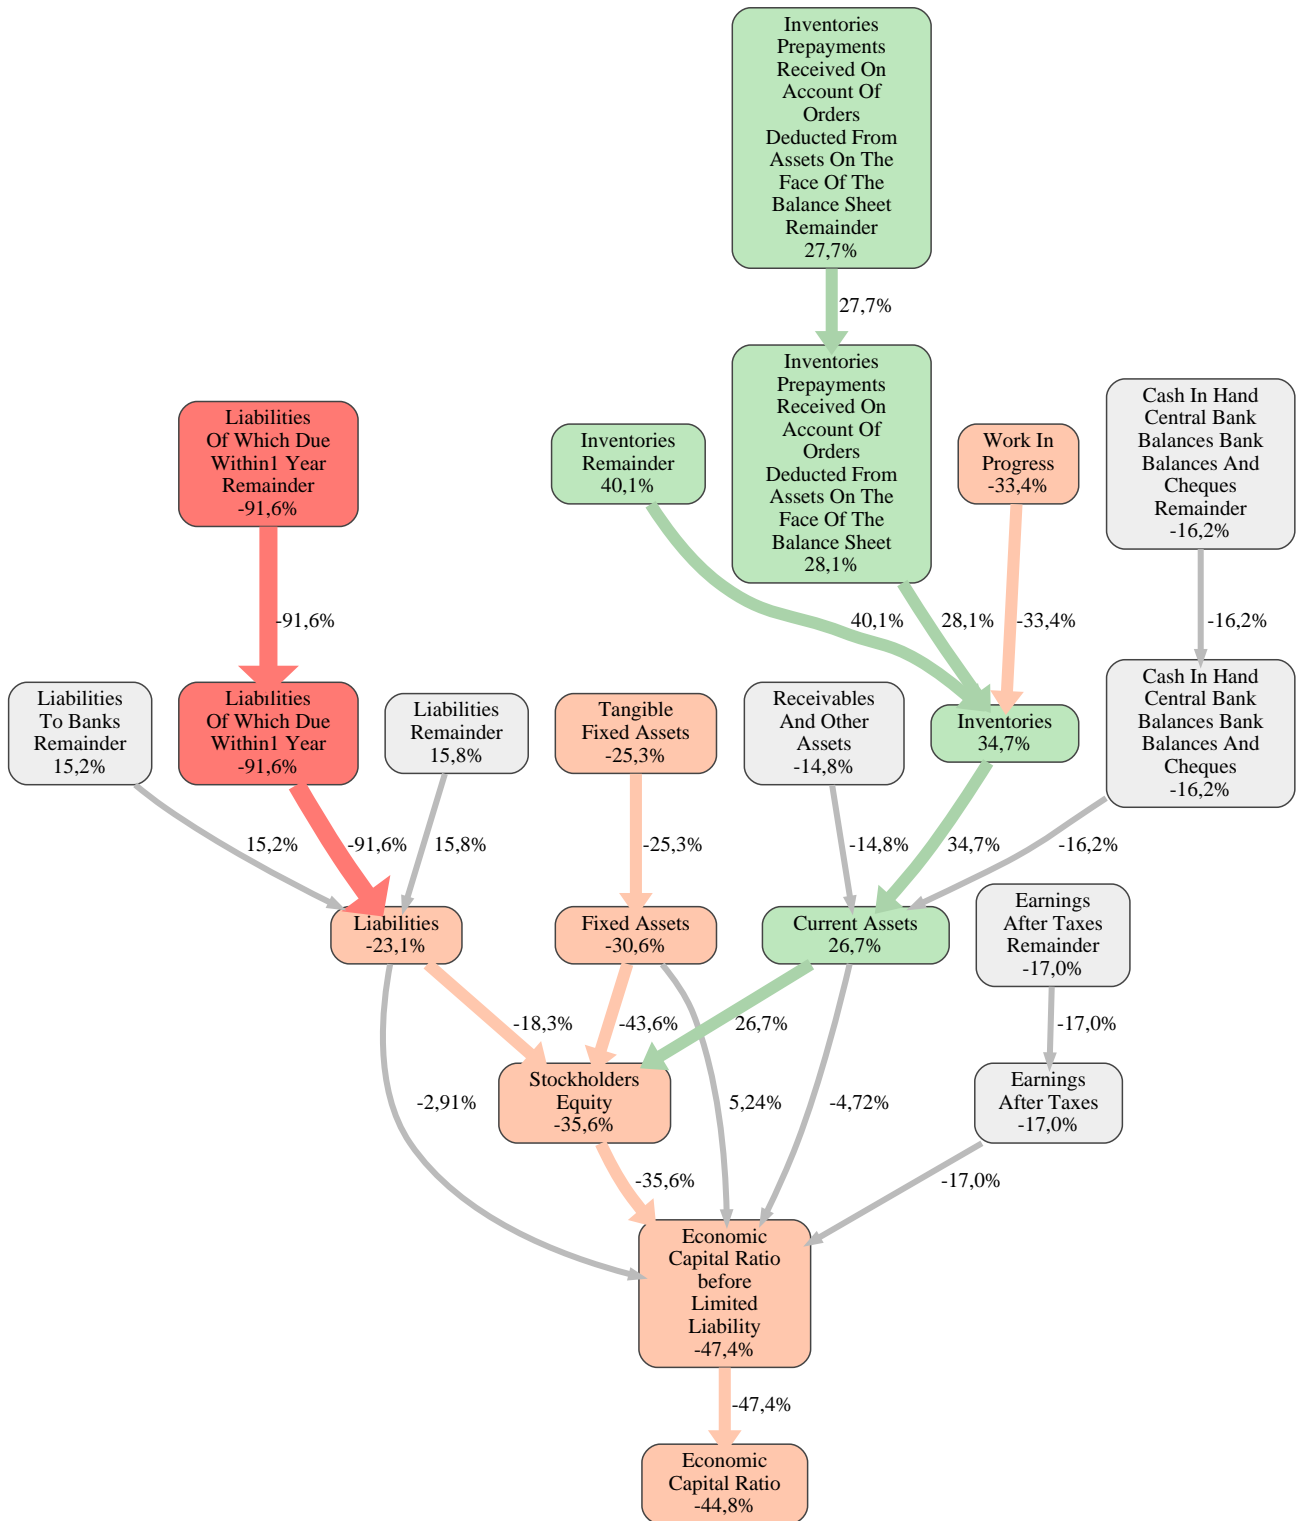 Inventories
Prepayments
Received On
Account Of
Orders
Deducted From
Assets On The
Face Of The
Balance Sheet
Remainder
27,7%
27,7%
Inventories
Prepayments
Received On
Account Of
Orders
Deducted From
Assets On The
Face Of The
Balance Sheet
28,1%
Liabilities
Of Which Due
Within1 Year
Remainder
-91,6%
Inventories
Remainder
40,1%
Work In
Progress
-33,4%
Cash In Hand
Central Bank
Balances Bank
Balances And
Cheques
Remainder
-16,2%
-91,6%
40,1%
28,1%
-33,4%
-16,2%
Liabilities
To Banks
Remainder
15,2%
Liabilities
Of Which Due
Within1 Year
-91,6%
Liabilities
Remainder
15,8%
Tangible
Fixed Assets
-25,3%
Receivables
And Other
Assets
-14,8%
Inventories
34,7%
Cash In Hand
Central Bank
Balances Bank
Balances And
Cheques
-16,2%
15,2%
-91,6%
15,8%
-25,3%
-14,8%
34,7%
-16,2%
Liabilities
-23,1%
Fixed Assets
-30,6%
Current Assets
26,7%
Earnings
After Taxes
Remainder
-17,0%
-18,3%
-43,6%
26,7%
-17,0%
Stockholders
Equity
-35,6%
Earnings
After Taxes
-17,0%
-2,91%
5,24%
-4,72%
-35,6%
-17,0%
Economic
Capital Ratio
before
Limited
Liability
-47,4%
-47,4%
Economic
Capital Ratio
-44,8%